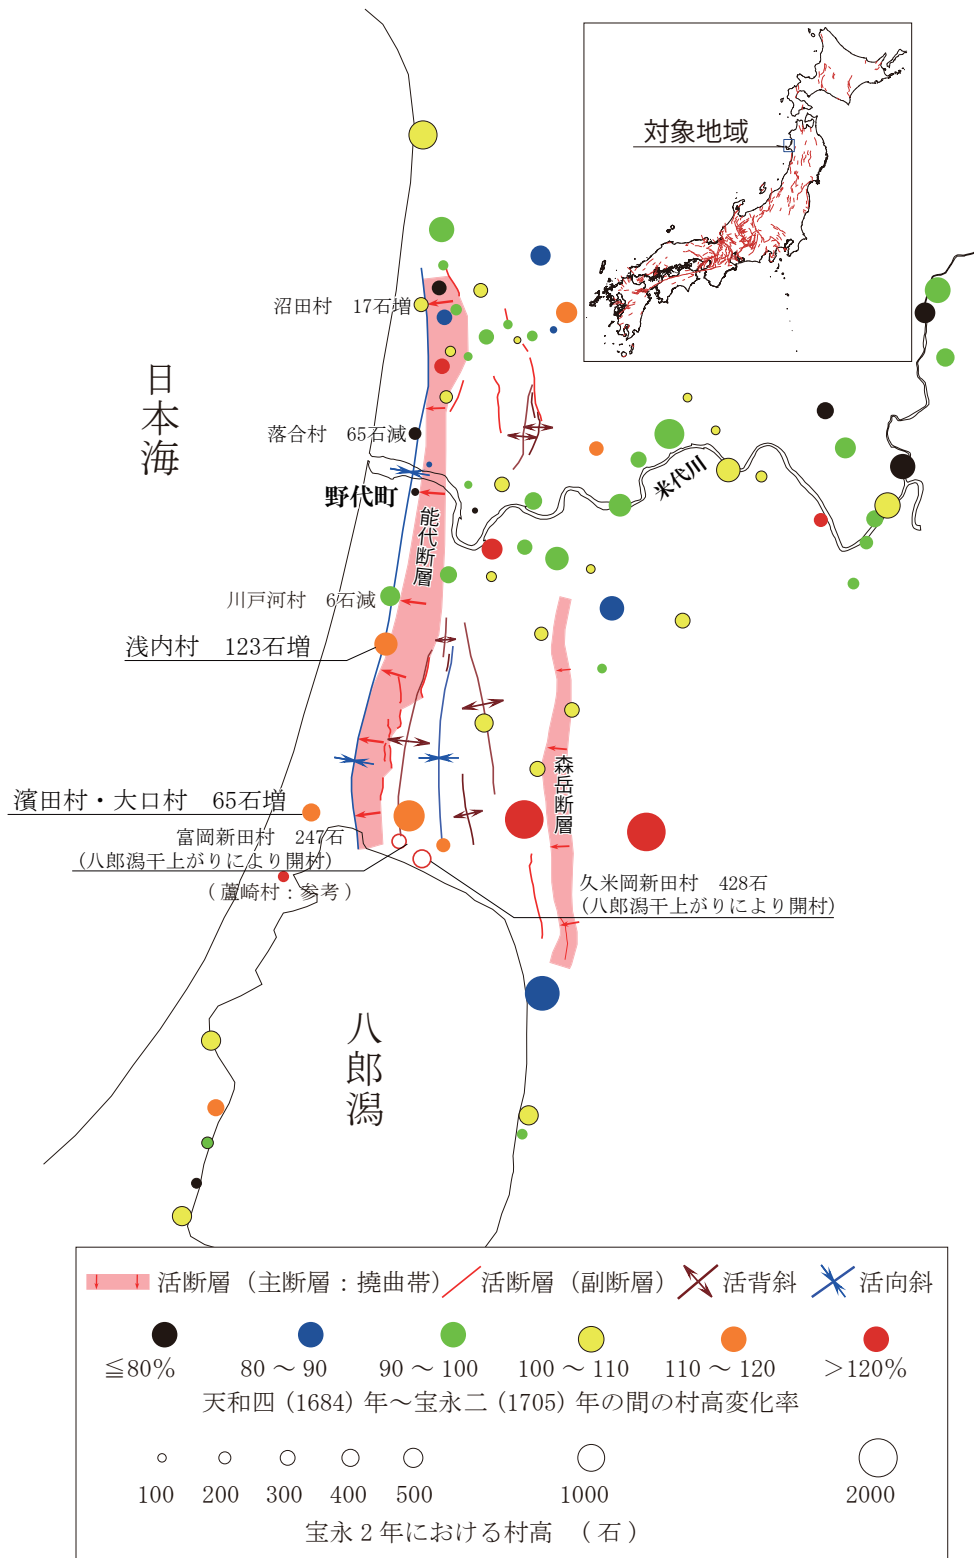 対象地域
沼田村 17石増
日本海
落合村 65石減
野代町
米代川
能代断層
川戸河村 6石減
浅内村 123石増
森岳断層
濱田村・大口村 65石増
富岡新田村 247石
(八郎潟干上がりにより開村)
(蘆崎村:参考)
久米岡新田村 428石
(八郎潟干上がりにより開村)
八郎潟
活断層(主断層:撓曲帯)
活断層(副断層)
活背斜
活向斜
≦80%
80～90
90～100
100～110
110～120
>120%
天和四(1684)年～宝永二(1705)年の間の村高変化率
100
200
300
400
500
1000
2000
宝永2年における村高 (石)